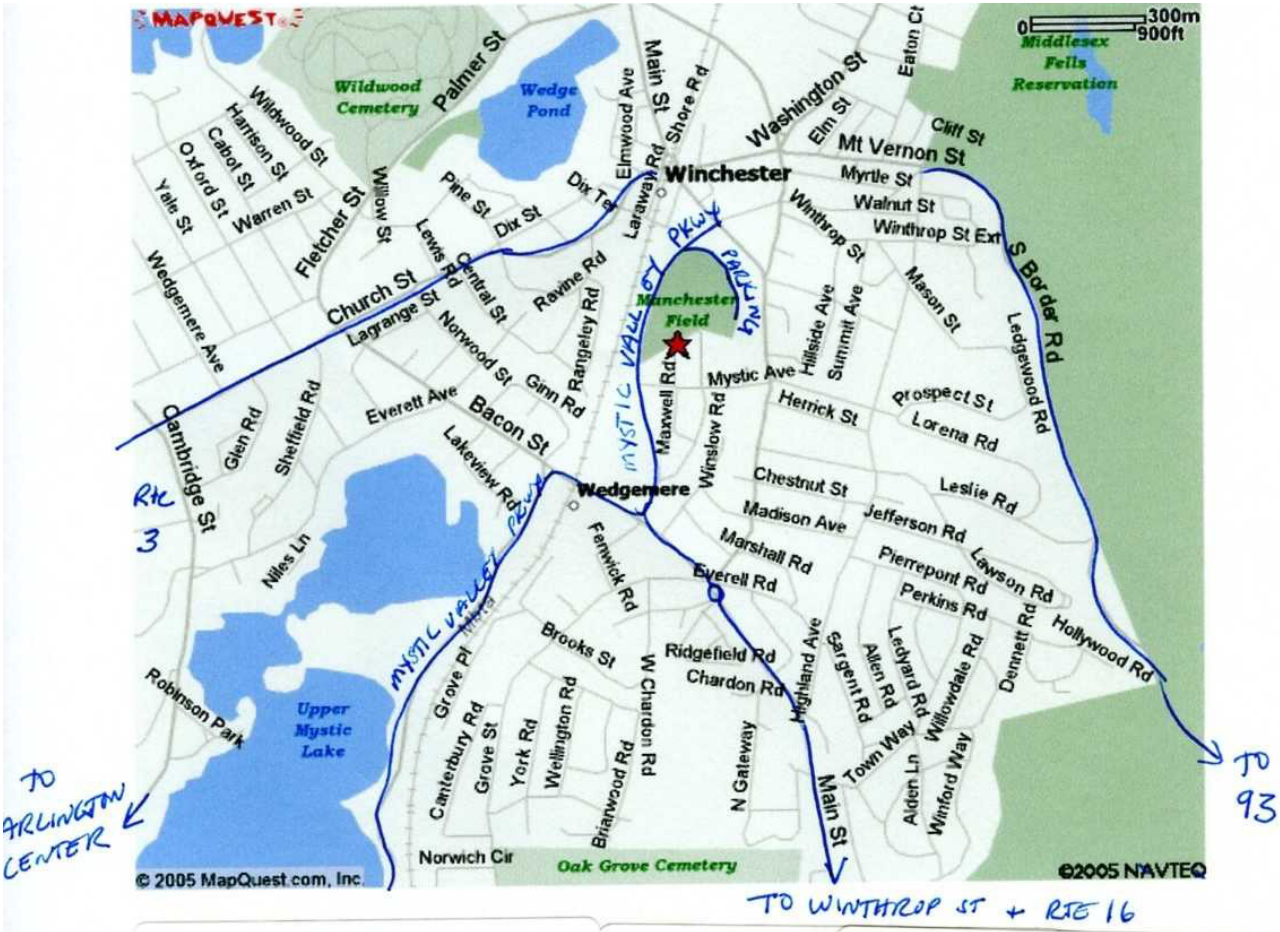 MAPQUEST
300m
0
900ft
Middlesex
Fells
Reservation
Wildwood
Cemetery
Palmer St
Wedge
Pond
Elmwood Ave
Main St
Shore Rd
Washington St
Elm St
Eaton Ct
Cliff St
Mt Vernon St
Wildwood St
Harrison St
Cabot St
Oxford St
Yale St
Warren St
Fletcher St
Willow St
Pine St
Dix St
Dix Ter
Laraway Rd
Winchester
Myrtle St
Walnut St
Winthrop St Ext
Winthrop St
Wedgemere Ave
Church St
Lagrange St
Lewis Rd
Central St
Ravine Rd
Rangeley Rd
Norwood St
Ginn Rd
MYSTIC VALLEY PKWY
PARKING
Manchester
Field
Mason St
S Border Rd
Ledgewood Rd
Hillside Ave
Summit Ave
Mystic Ave
Maxwell Rd
Winslow Rd
Herrick St
Prospect St
Lorena Rd
Everett Ave
Bacon St
Cambridge St
Glen Rd
Sheffield Rd
Lakeview Rd
Rte
3
Wedgemere
Chestnut St
Leslie Rd
Madison Ave
Jefferson Rd
Marshall Rd
Pierrepont Rd
Lawson Rd
Niles Ln
MYSTIC VALLEY PKWY
Fenwick Rd
Everell Rd
Perkins Rd
Dennett Rd
Hollywood Rd
Brooks St
Ridgefield Rd
Chardon Rd
W Chardon Rd
Highland Ave
Sargent Rd
Allen Rd
Ledyard Rd
Willowdale Rd
Robinson Park
Upper
Mystic
Lake
Grove Pl
Canterbury Rd
Grove St
York Rd
Wellington Rd
Briarwood Rd
N Gateway
Main St
Town Way
Alden Ln
Winford Way
TO
93
TO
ARLINGTON
CENTER
Norwich Cir
Oak Grove Cemetery
© 2005 MapQuest.com, Inc.
©2005 NAVTEQ
TO WINTHROP ST + RTE 16